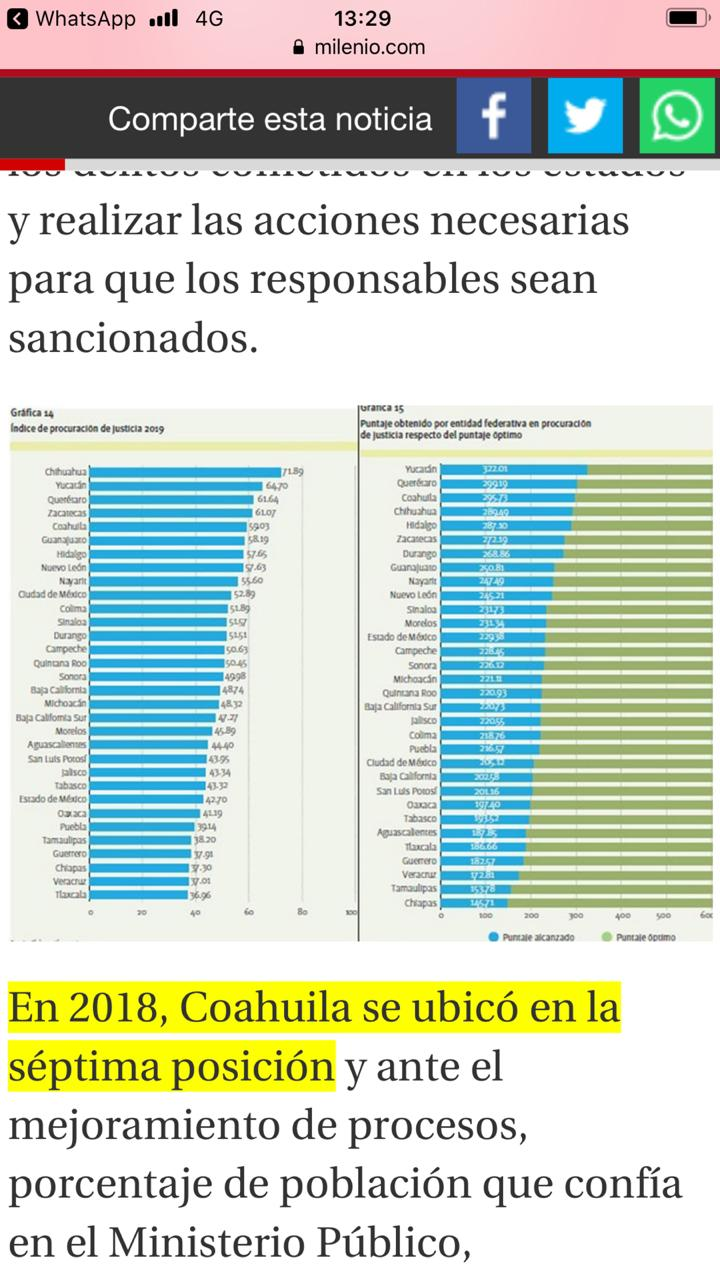 WhatsApp 4G 13:29
milenio.com
Comparte esta noticia
los delitos cometidos en los estados
y realizar las acciones necesarias
para que los responsables sean
sancionados.
Gráfica 14
Índice de procuración de justicia 2019
Chihuahua 71.89
Yucatán 64.70
Querétaro 61.64
Zacatecas 61.07
Coahuila 59.03
Guanajuato 58.19
Hidalgo 57.65
Nuevo León 57.63
Nayarit 55.60
Ciudad de México 52.89
Colima 51.89
Sinaloa 51.57
Durango 51.51
Campeche 50.63
Quintana Roo 50.45
Sonora 49.98
Baja California 48.74
Michoacán 48.32
Baja California Sur 47.27
Morelos 45.89
Aguascalientes 44.40
San Luis Potosí 43.95
Jalisco 43.34
Tabasco 43.32
Estado de México 42.70
Oaxaca 41.19
Puebla 39.14
Tamaulipas 38.20
Guerrero 37.91
Chiapas 37.30
Veracruz 37.01
Tlaxcala 36.96
0 20 40 60 80 100
Gráfica 15
Puntaje obtenido por entidad federativa en procuración
de justicia respecto del puntaje óptimo
Yucatán 322.01
Querétaro 299.19
Coahuila 295.73
Chihuahua 289.49
Hidalgo 287.30
Zacatecas 272.19
Durango 268.86
Guanajuato 250.81
Nayarit 247.49
Nuevo León 245.21
Sinaloa 231.73
Morelos 231.34
Estado de México 229.38
Campeche 228.45
Sonora 226.12
Michoacán 221.11
Quintana Roo 220.93
Baja California Sur 220.73
Jalisco 220.55
Colima 218.76
Puebla 216.57
Ciudad de México 205.12
Baja California 202.58
San Luis Potosí 201.16
Oaxaca 197.40
Tabasco 193.52
Aguascalientes 187.85
Tlaxcala 186.66
Guerrero 182.57
Veracruz 172.81
Tamaulipas 153.78
Chiapas 145.71
0 100 200 300 400 500
Puntaje alcanzado Puntaje óptimo
En 2018, Coahuila se ubicó en la
séptima posición y ante el
mejoramiento de procesos,
porcentaje de población que confía
en el Ministerio Público,